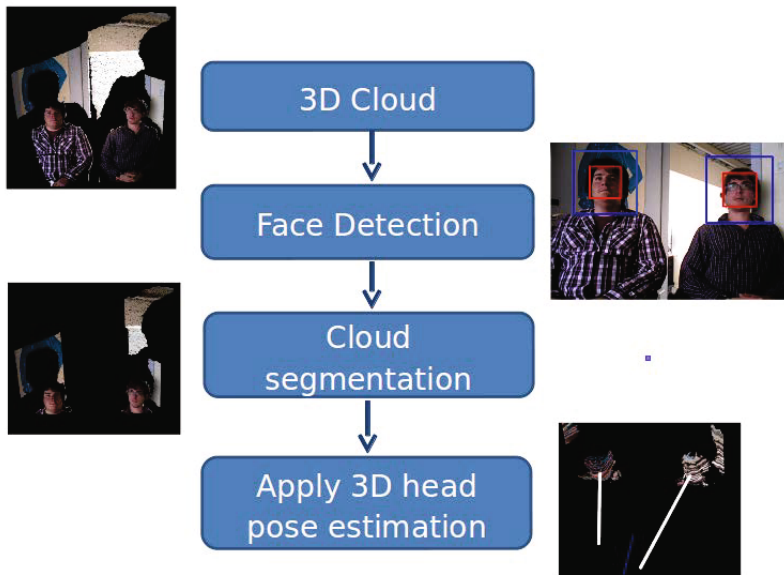 3D Cloud
Face Detection
Cloud
segmentation
Apply 3D head
pose estimation